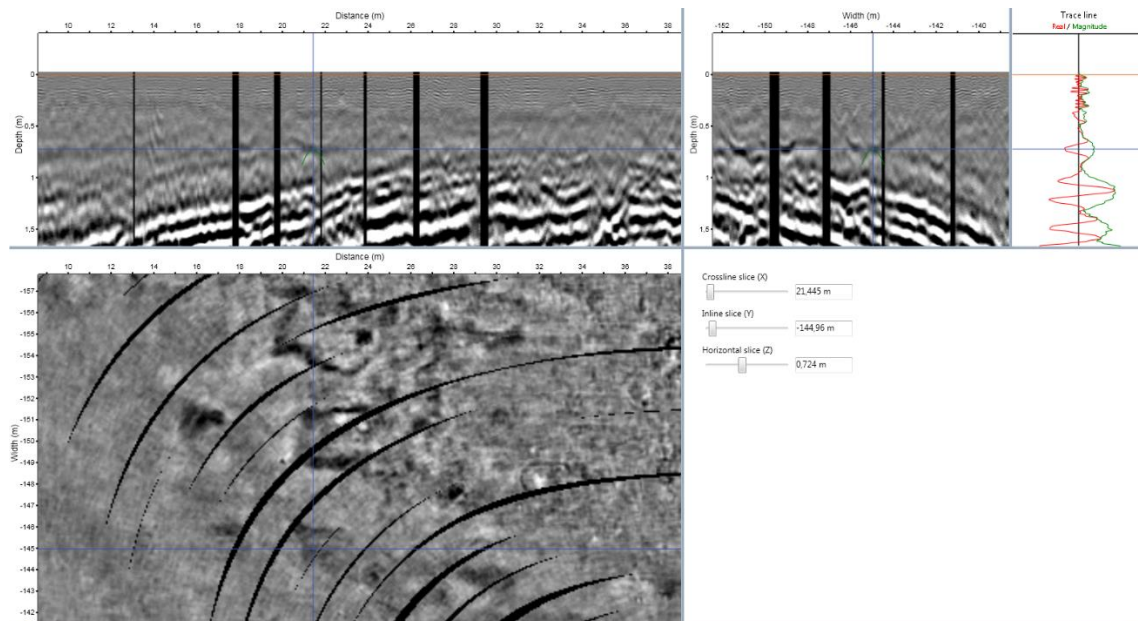 Distance (m)
10 12 14 16 18 20 22 24 26 28 30 32 34 36 38
Depth (m)
0
0.5
1
1.5
Width (m)
-152 -150 -148 -146 -144 -142 -140
Depth (m)
0
0.5
1
1.5
Trace line
Real / Magnitude
Distance (m)
10 12 14 16 18 20 22 24 26 28 30 32 34 36 38
Width (m)
-157
-156
-155
-154
-153
-152
-151
-150
-149
-148
-147
-146
-145
-144
-143
-142
Crossline slice (X)
21,445 m
Inline slice (Y)
-144,96 m
Horizontal slice (Z)
0,724 m